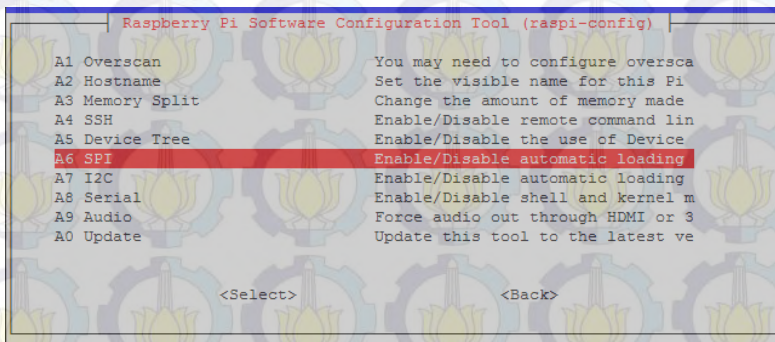 Raspberry Pi Software Configuration Tool (raspi-config)
A1 Overscan You may need to configure oversca
A2 Hostname Set the visible name for this Pi
A3 Memory Split Change the amount of memory made
A4 SSH Enable/Disable remote command lin
A5 Device Tree Enable/Disable the use of Device
A6 SPI Enable/Disable automatic loading
A7 I2C Enable/Disable automatic loading
A8 Serial Enable/Disable shell and kernel m
A9 Audio Force audio out through HDMI or 3
A0 Update Update this tool to the latest ve
<Select> <Back>